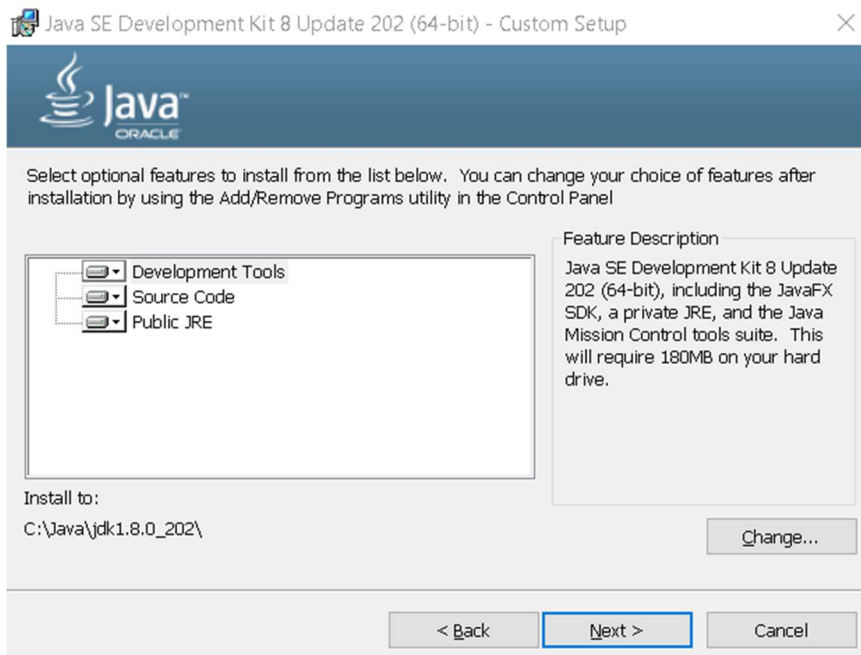 Java SE Development Kit 8 Update 202 (64-bit) - Custom Setup
Java™
ORACLE
Select optional features to install from the list below. You can change your choice of features after
installation by using the Add/Remove Programs utility in the Control Panel
Development Tools
Source Code
Public JRE
Feature Description
Java SE Development Kit 8 Update
202 (64-bit), including the JavaFX
SDK, a private JRE, and the Java
Mission Control tools suite. This
will require 180MB on your hard
drive.
Install to:
C:\Java\jdk1.8.0_202\
Change...
< Back
Next >
Cancel